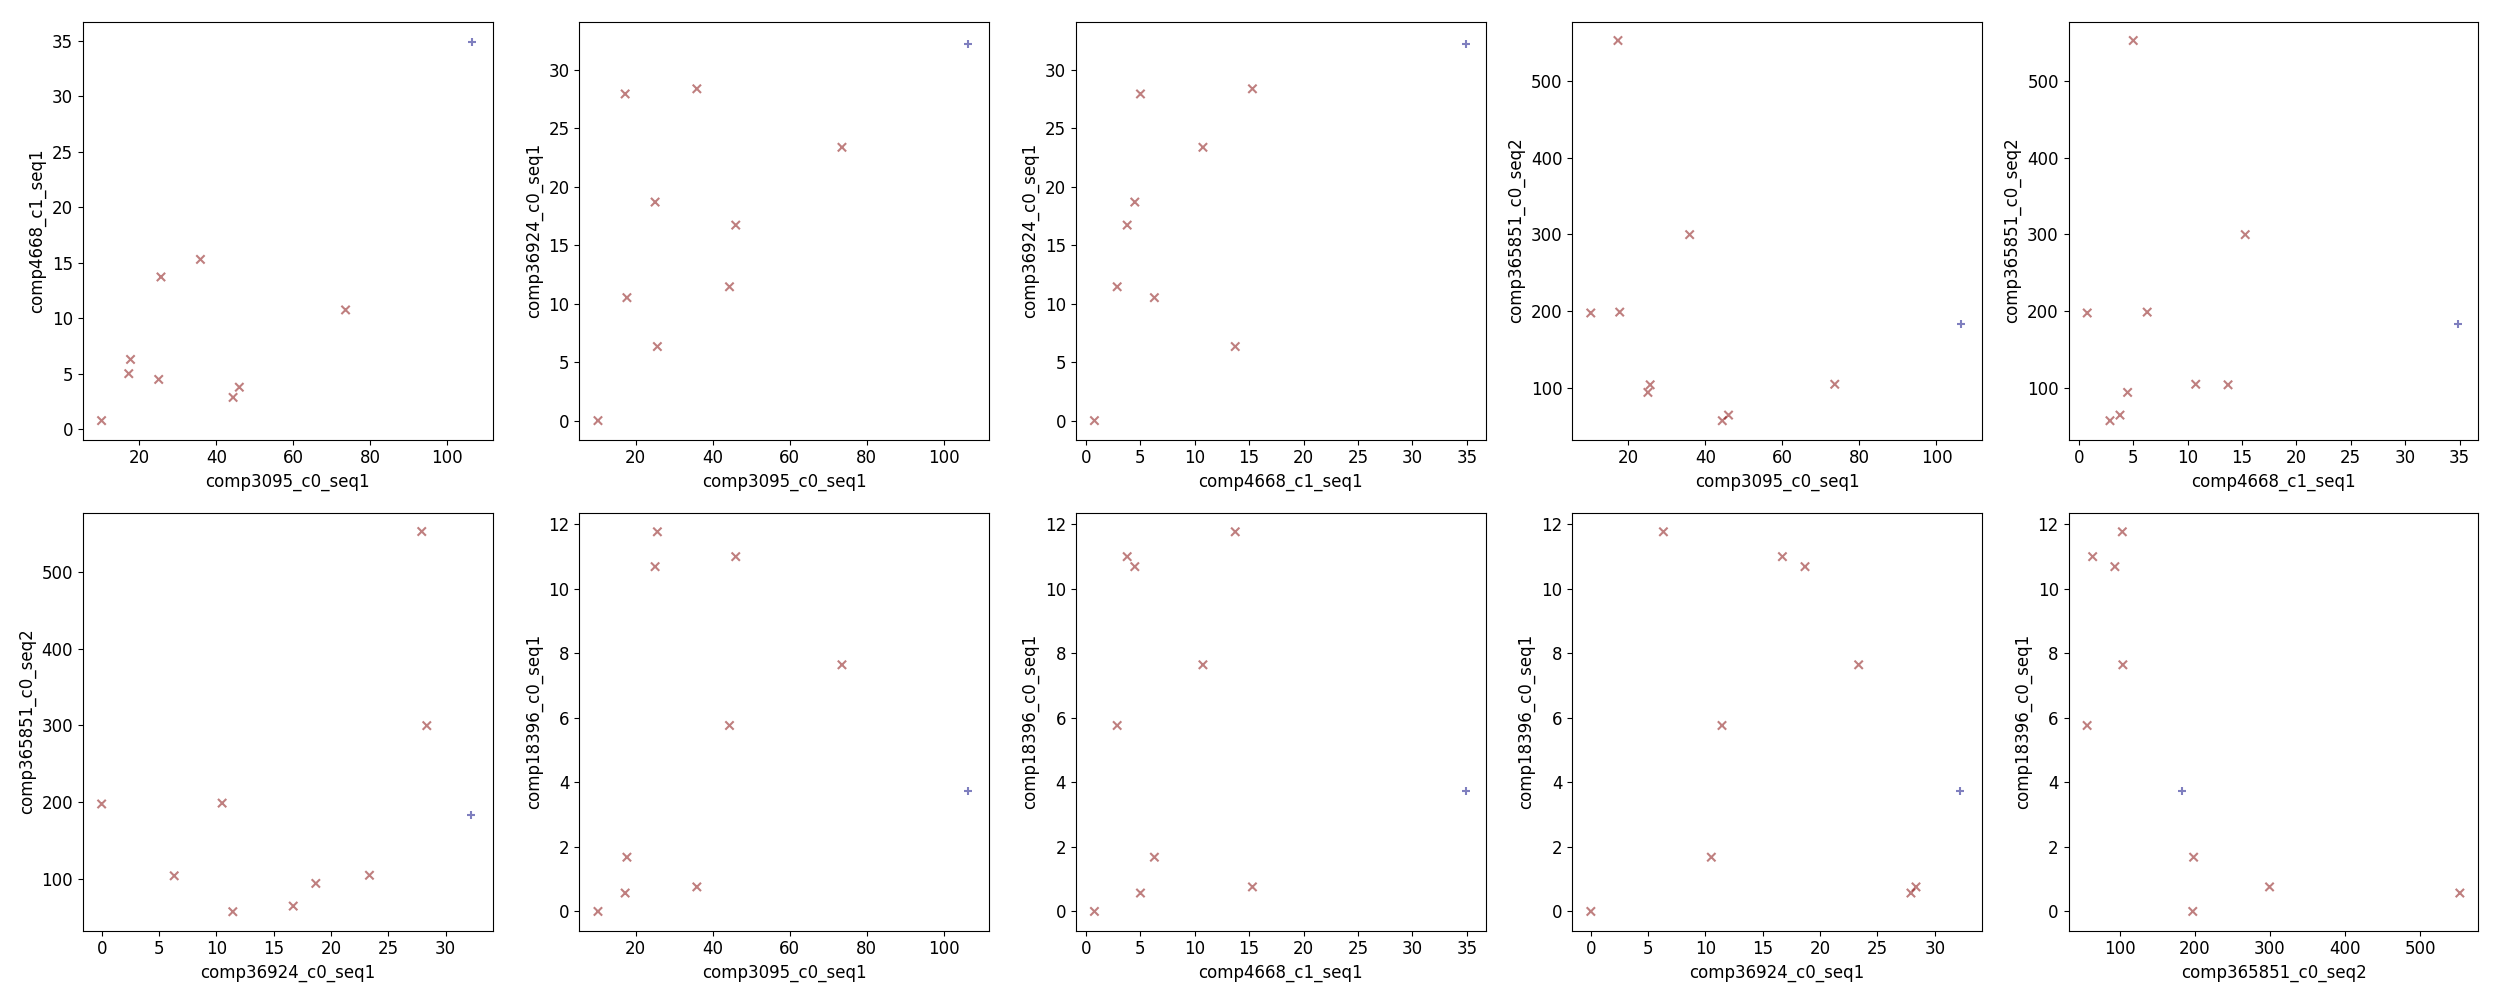 35
30
25
20
15
10
5
0
comp4668_c1_seq1
20 40 60 80 100
comp3095_c0_seq1
30
25
20
15
10
5
0
comp36924_c0_seq1
20 40 60 80 100
comp3095_c0_seq1
30
25
20
15
10
5
0
comp36924_c0_seq1
0 5 10 15 20 25 30 35
comp4668_c1_seq1
500
400
300
200
100
comp365851_c0_seq2
20 40 60 80 100
comp3095_c0_seq1
500
400
300
200
100
comp365851_c0_seq2
0 5 10 15 20 25 30 35
comp4668_c1_seq1
500
400
300
200
100
comp365851_c0_seq2
0 5 10 15 20 25 30
comp36924_c0_seq1
12
10
8
6
4
2
0
comp18396_c0_seq1
20 40 60 80 100
comp3095_c0_seq1
12
10
8
6
4
2
0
comp18396_c0_seq1
0 5 10 15 20 25 30 35
comp4668_c1_seq1
12
10
8
6
4
2
0
comp18396_c0_seq1
0 5 10 15 20 25 30
comp36924_c0_seq1
12
10
8
6
4
2
0
comp18396_c0_seq1
100 200 300 400 500
comp365851_c0_seq2